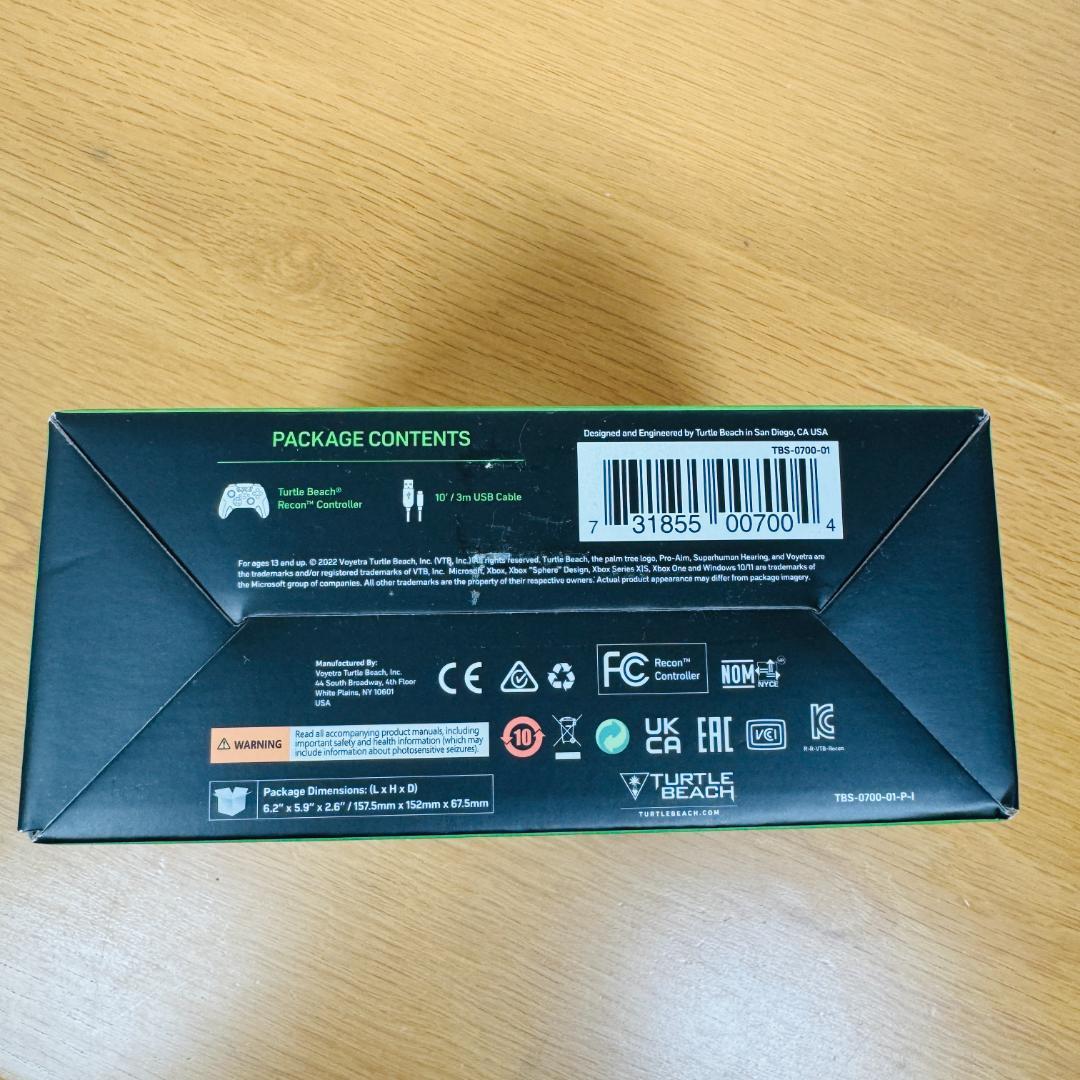 PACKAGE CONTENTS
Turtle Beach®
Recon™ Controller
10' / 3m USB Cable
Designed and Engineered by Turtle Beach in San Diego, CA USA
TBS-0700-01
7 31855 00700 4
For ages 13 and up. © 2022 Voyetra Turtle Beach, Inc. (VTB, Inc.) All rights reserved. Turtle Beach, the palm tree logo, Pro-Aim, Superhuman Hearing, and Voyetra are
the trademarks and/or registered trademarks of VTB, Inc. Microsoft, Xbox, Xbox "Sphere" Design, Xbox Series X|S, Xbox One and Windows 10/11 are trademarks of
the Microsoft group of companies. All other trademarks are the property of their respective owners. Actual product appearance may differ from package imagery.
Manufactured By:
Voyetra Turtle Beach, Inc.
44 South Broadway, 4th Floor
White Plains, NY 10601
USA
CE
FC
Recon™
Controller
NOM
NYCE
WARNING
Read all accompanying product manuals, including
important safety and health information (which may
include information about photosensitive seizures).
10
UK
CA
EAC
VCI
KC
R-R-VTB-Recon
Package Dimensions: (L x H x D)
6.2" x 5.9" x 2.6" / 157.5mm x 152mm x 67.5mm
TURTLE
BEACH
TURTLEBEACH.COM
TBS-0700-01-P-I